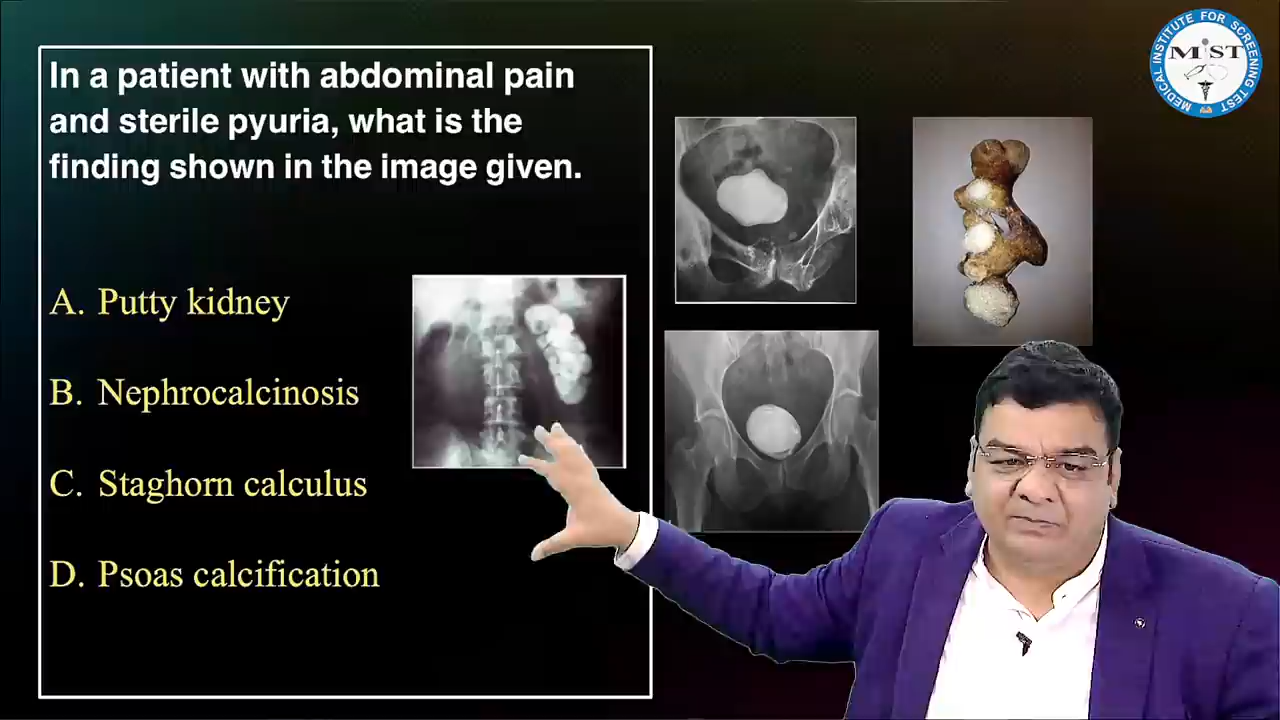 In a patient with abdominal pain
and sterile pyuria, what is the
finding shown in the image given.
A. Putty kidney
B. Nephrocalcinosis
C. Staghorn calculus
D. Psoas calcification
MEDICAL INSTITUTE FOR SCREENING TEST
MiST